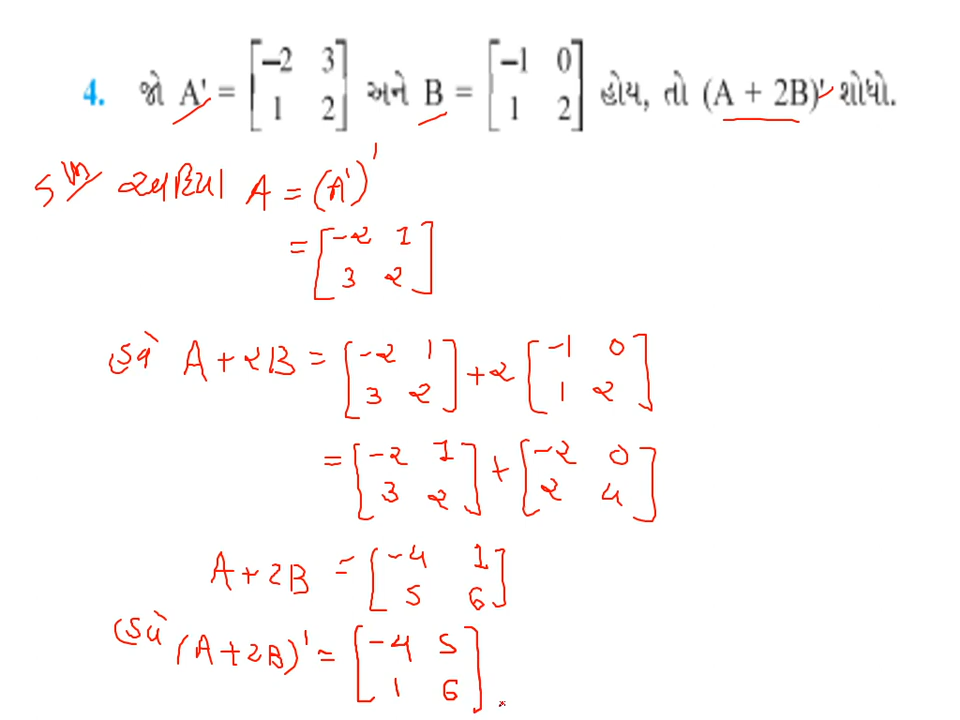 4. જો A' = [−2 3; 1 2] અને B = [−1 0; 1 2] હોય, તો (A + 2B)' શોધો.
A = (A')'
= [-2 1; 3 2]
હવે A + 2B = [-2 1; 3 2] + 2 [-1 0; 1 2]
= [-2 1; 3 2] + [-2 0; 2 4]
A + 2B = [-4 1; 5 6]
હવે (A + 2B)' = [-4 5; 1 6]